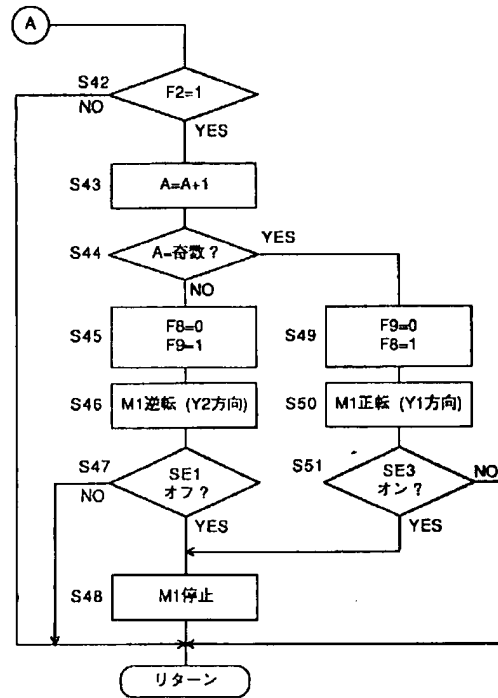 A
S42
F2=1
NO
YES
S43
A=A+1
S44
A=奇数？
YES
NO
S45
F8=0
F9=1
S49
F9=0
F8=1
S46
M1逆転 (Y2方向)
S50
M1正転 (Y1方向)
S47
SE1
オフ？
NO
YES
S51
SE3
オン？
NO
YES
S48
M1停止
リターン